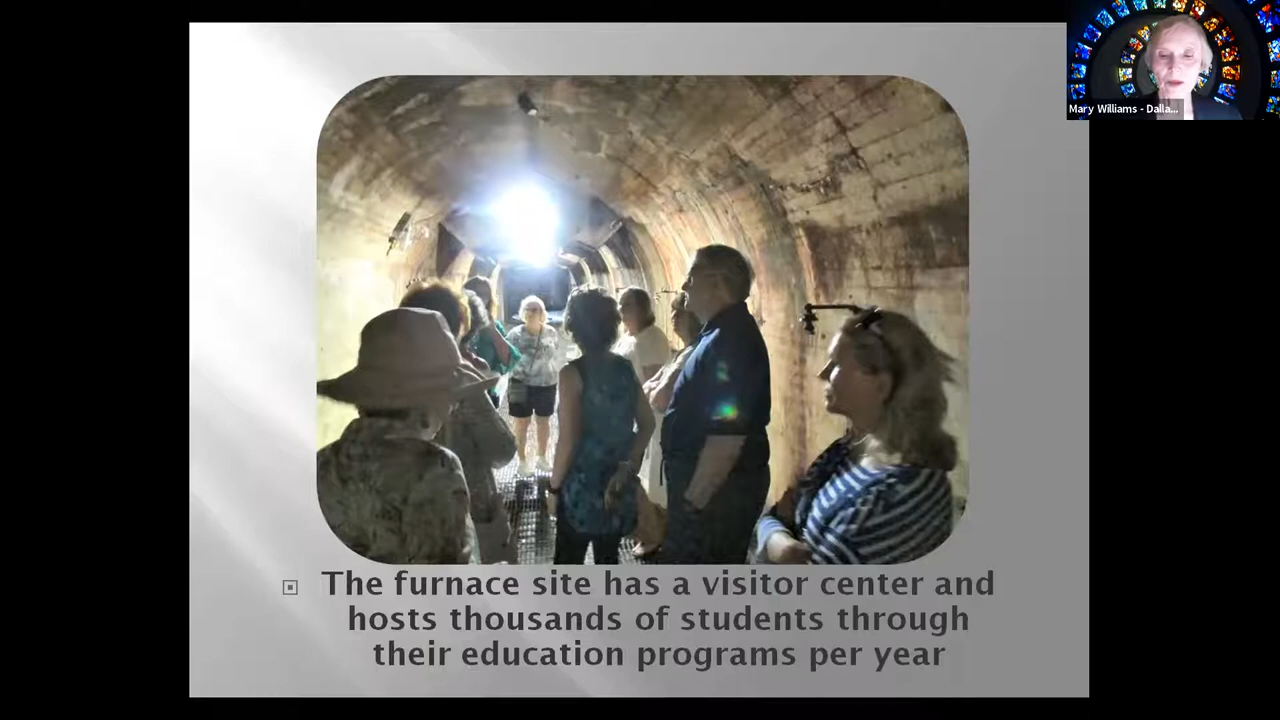 Mary Williams - Dalla...
The furnace site has a visitor center and
hosts thousands of students through
their education programs per year